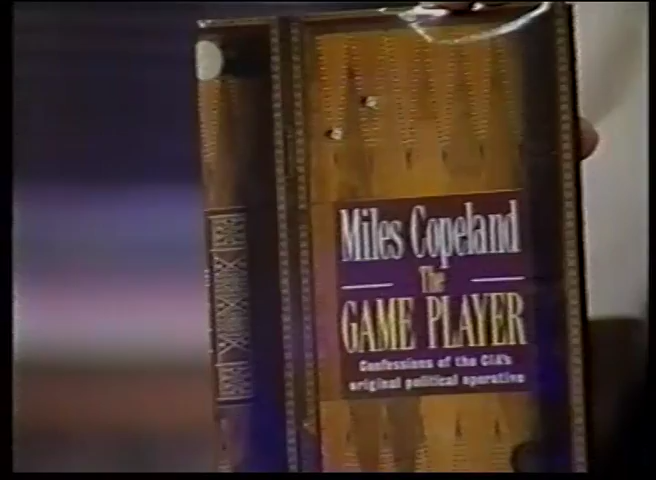 Miles Copeland
The
GAME PLAYER
Confessions of the CIA's
original political operative